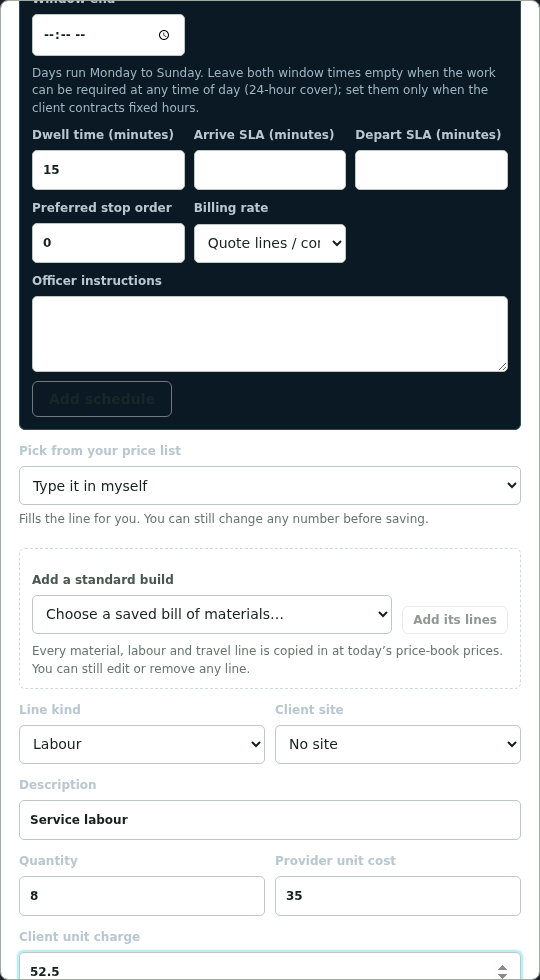 Window end
--:-- --
Days run Monday to Sunday. Leave both window times empty when the work
can be required at any time of day (24-hour cover); set them only when the
client contracts fixed hours.
Dwell time (minutes) Arrive SLA (minutes) Depart SLA (minutes)
15
Preferred stop order Billing rate
0 Quote lines / cor
Officer instructions
Add schedule
Pick from your price list
Type it in myself
Fills the line for you. You can still change any number before saving.
Add a standard build
Choose a saved bill of materials... Add its lines
Every material, labour and travel line is copied in at today’s price-book prices.
You can still edit or remove any line.
Line kind Client site
Labour No site
Description
Service labour
Quantity Provider unit cost
8 35
Client unit charge
52.5